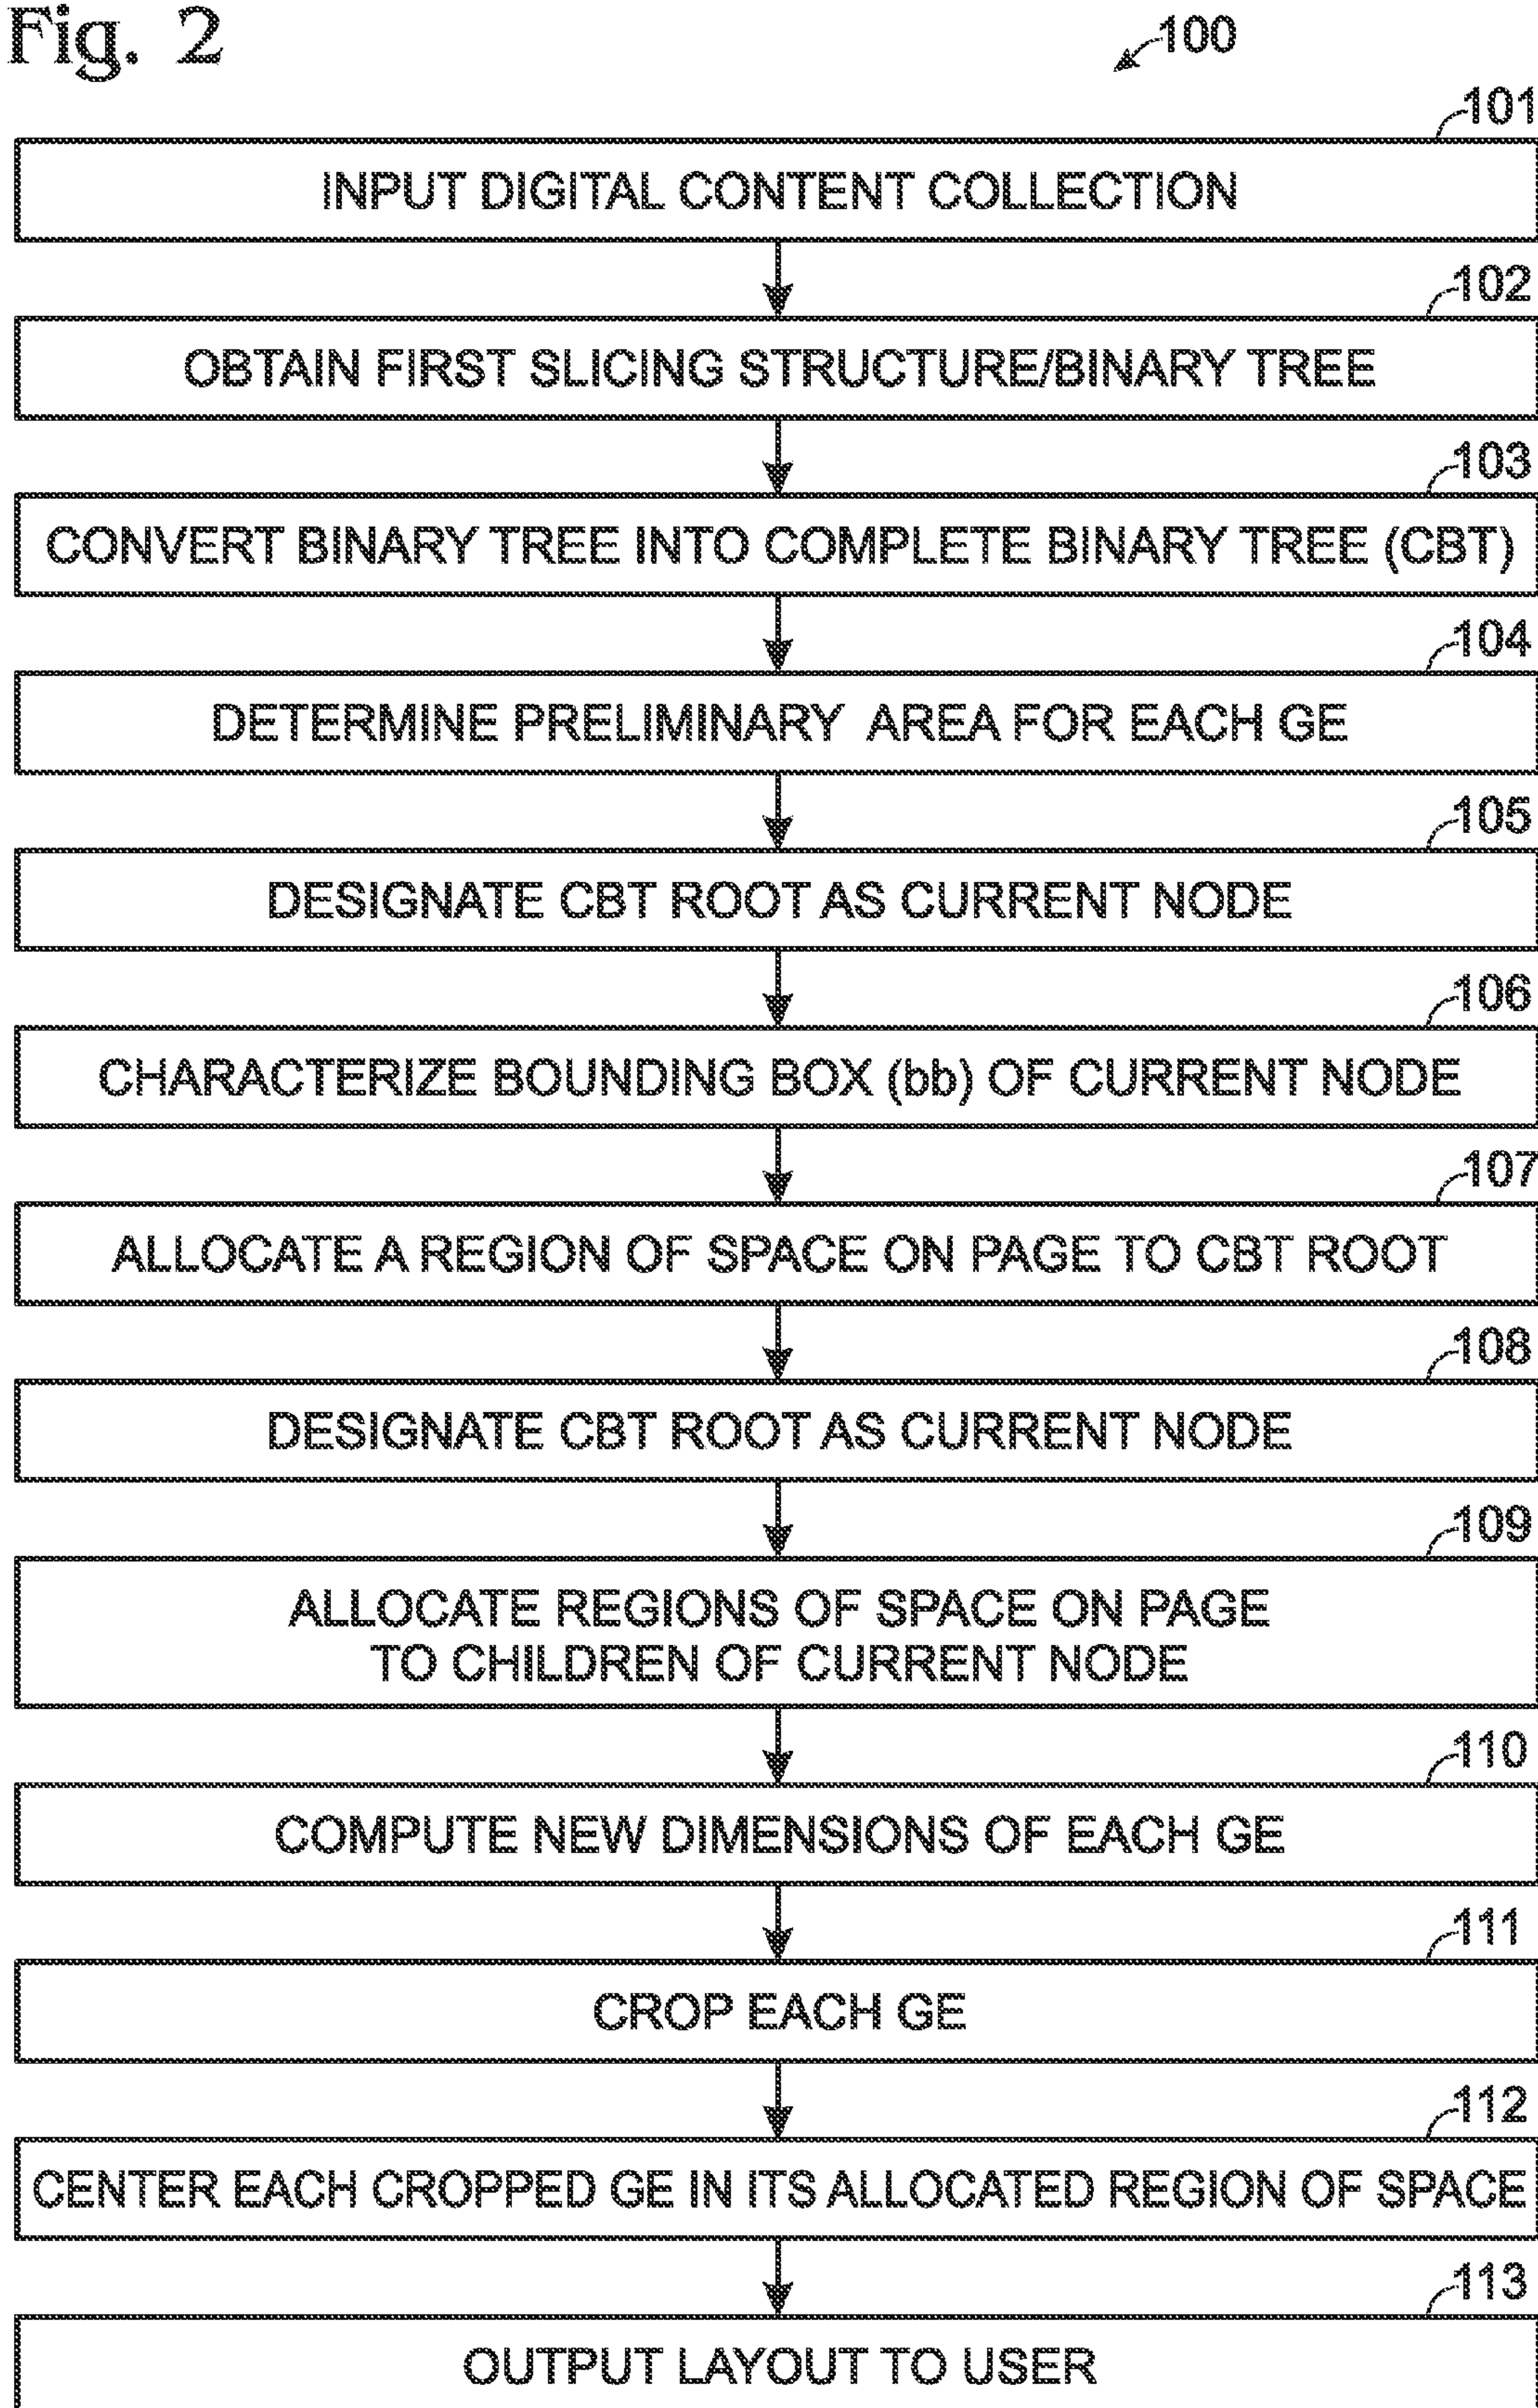 Fig. 2
100
101
INPUT DIGITAL CONTENT COLLECTION
102
OBTAIN FIRST SLICING STRUCTURE/BINARY TREE
103
CONVERT BINARY TREE INTO COMPLETE BINARY TREE (CBT)
104
DETERMINE PRELIMINARY AREA FOR EACH GE
105
DESIGNATE CBT ROOT AS CURRENT NODE
106
CHARACTERIZE BOUNDING BOX (bb) OF CURRENT NODE
107
ALLOCATE A REGION OF SPACE ON PAGE TO CBT ROOT
108
DESIGNATE CBT ROOT AS CURRENT NODE
109
ALLOCATE REGIONS OF SPACE ON PAGE
TO CHILDREN OF CURRENT NODE
110
COMPUTE NEW DIMENSIONS OF EACH GE
111
CROP EACH GE
112
CENTER EACH CROPPED GE IN ITS ALLOCATED REGION OF SPACE
113
OUTPUT LAYOUT TO USER